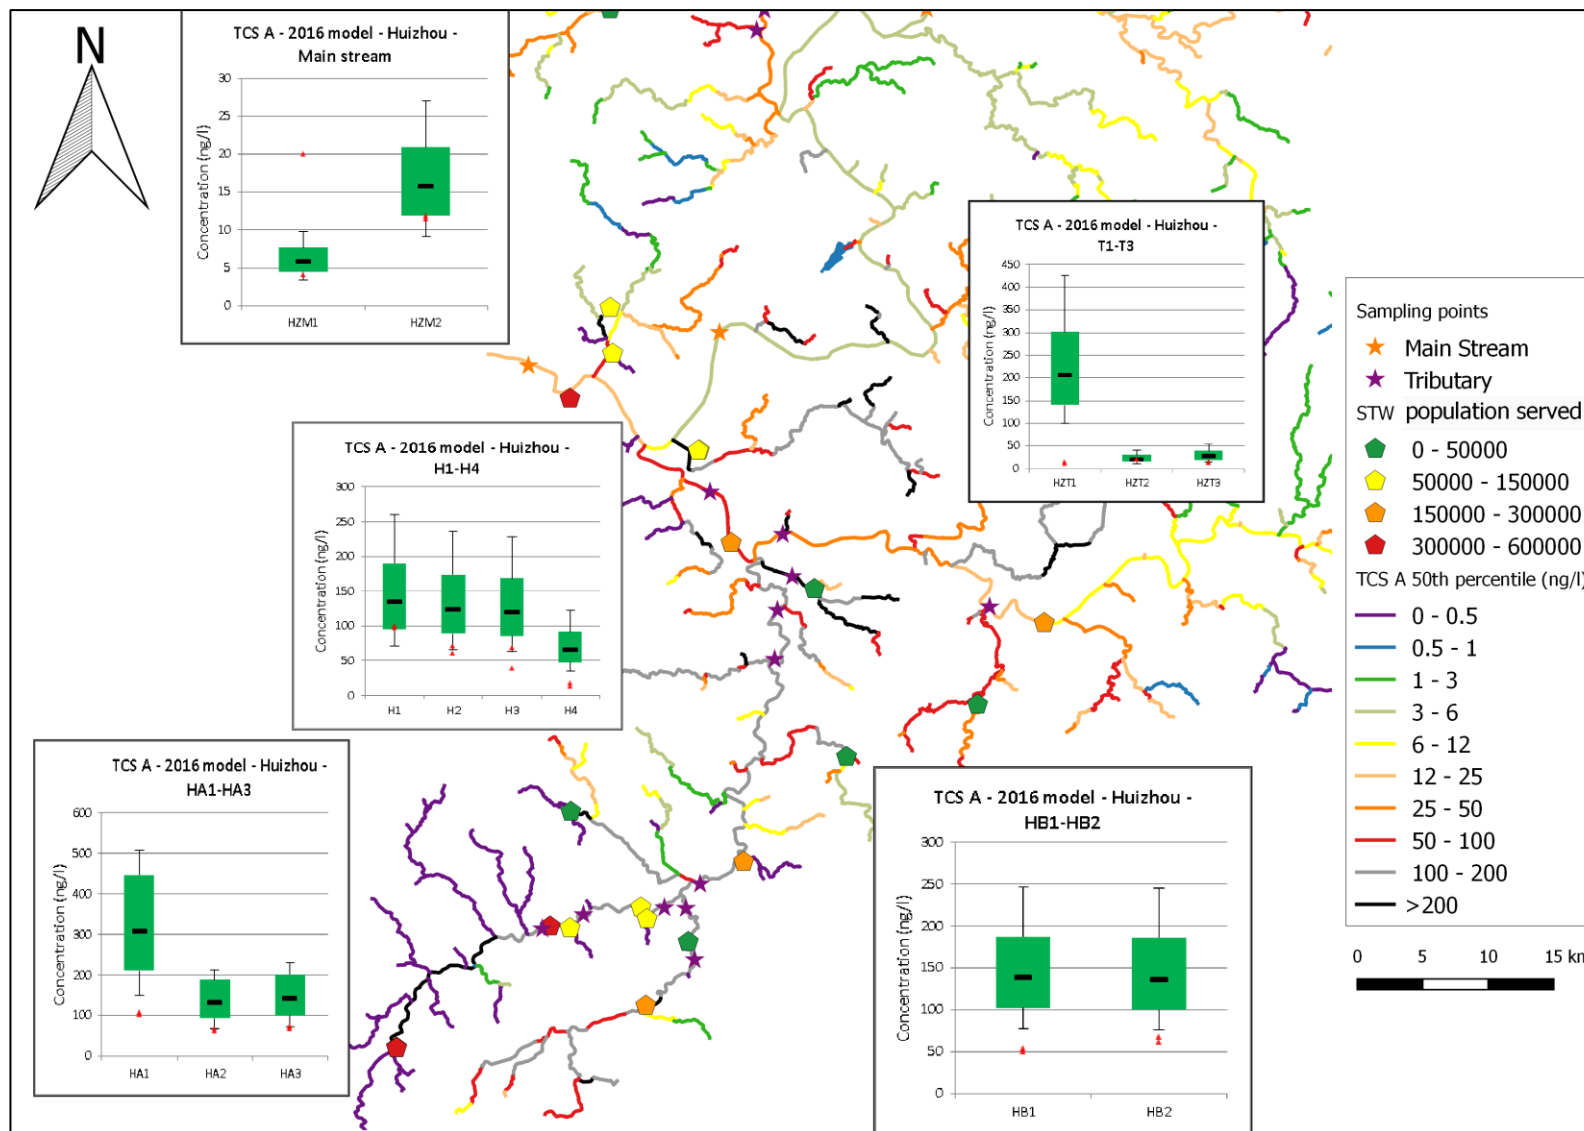 N
TCS A - 2016 model - Huizhou -
Main stream
Concentration (ng/l)
30
25
20
15
10
5
0
HZM1
HZM2
TCS A - 2016 model - Huizhou -
T1-T3
Concentration (ng/l)
450
400
350
300
250
200
150
100
50
0
HZT1
HZT2
HZT3
TCS A - 2016 model - Huizhou -
H1-H4
Concentration (ng/l)
300
250
200
150
100
50
0
H1
H2
H3
H4
TCS A - 2016 model - Huizhou -
HA1-HA3
Concentration (ng/l)
600
500
400
300
200
100
0
HA1
HA2
HA3
TCS A - 2016 model - Huizhou -
HB1-HB2
Concentration (ng/l)
300
250
200
150
100
50
0
HB1
HB2
Sampling points
Main Stream
Tributary
STW population served
0 - 50000
50000 - 150000
150000 - 300000
300000 - 600000
TCS A 50th percentile (ng/l)
0 - 0.5
0.5 - 1
1 - 3
3 - 6
6 - 12
12 - 25
25 - 50
50 - 100
100 - 200
>200
0 5 10 15 km